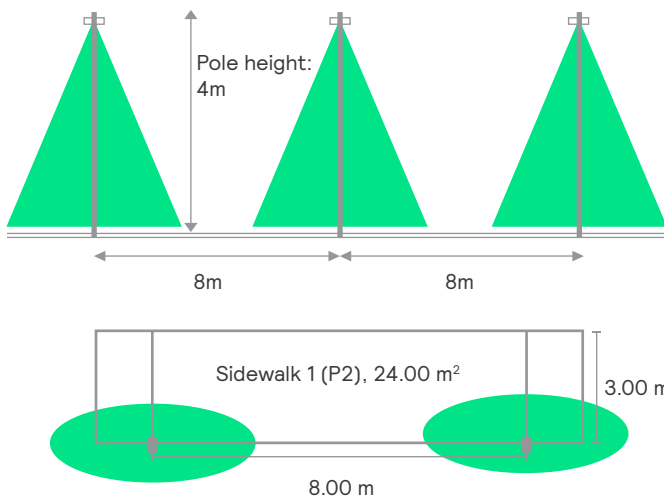 Pole height:
4m
8m
8m
Sidewalk 1 (P2), 24.00 m²
3.00 m
8.00 m